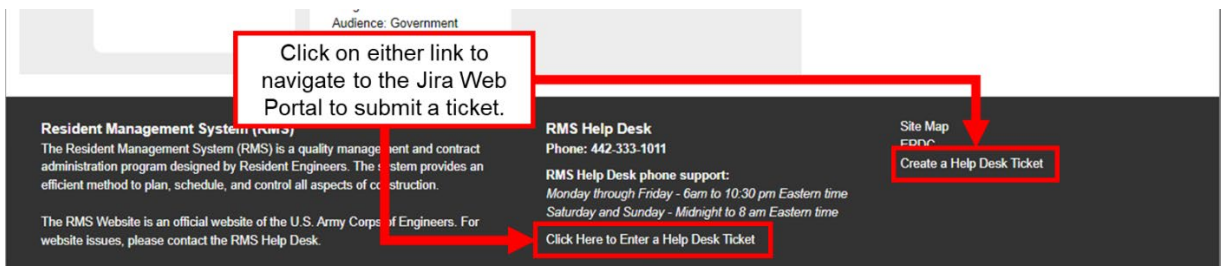 Audience: Government
Click on either link to
navigate to the Jira Web
Portal to submit a ticket.
Resident Management System (RMS)
The Resident Management System (RMS) is a quality management and contract
administration program designed by Resident Engineers. The system provides an
efficient method to plan, schedule, and control all aspects of construction.
The RMS Website is an official website of the U.S. Army Corps of Engineers. For
website issues, please contact the RMS Help Desk.
RMS Help Desk
Phone: 442-333-1011
RMS Help Desk phone support:
Monday through Friday - 6am to 10:30 pm Eastern time
Saturday and Sunday - Midnight to 8 am Eastern time
Click Here to Enter a Help Desk Ticket
Site Map
ERDC
Create a Help Desk Ticket